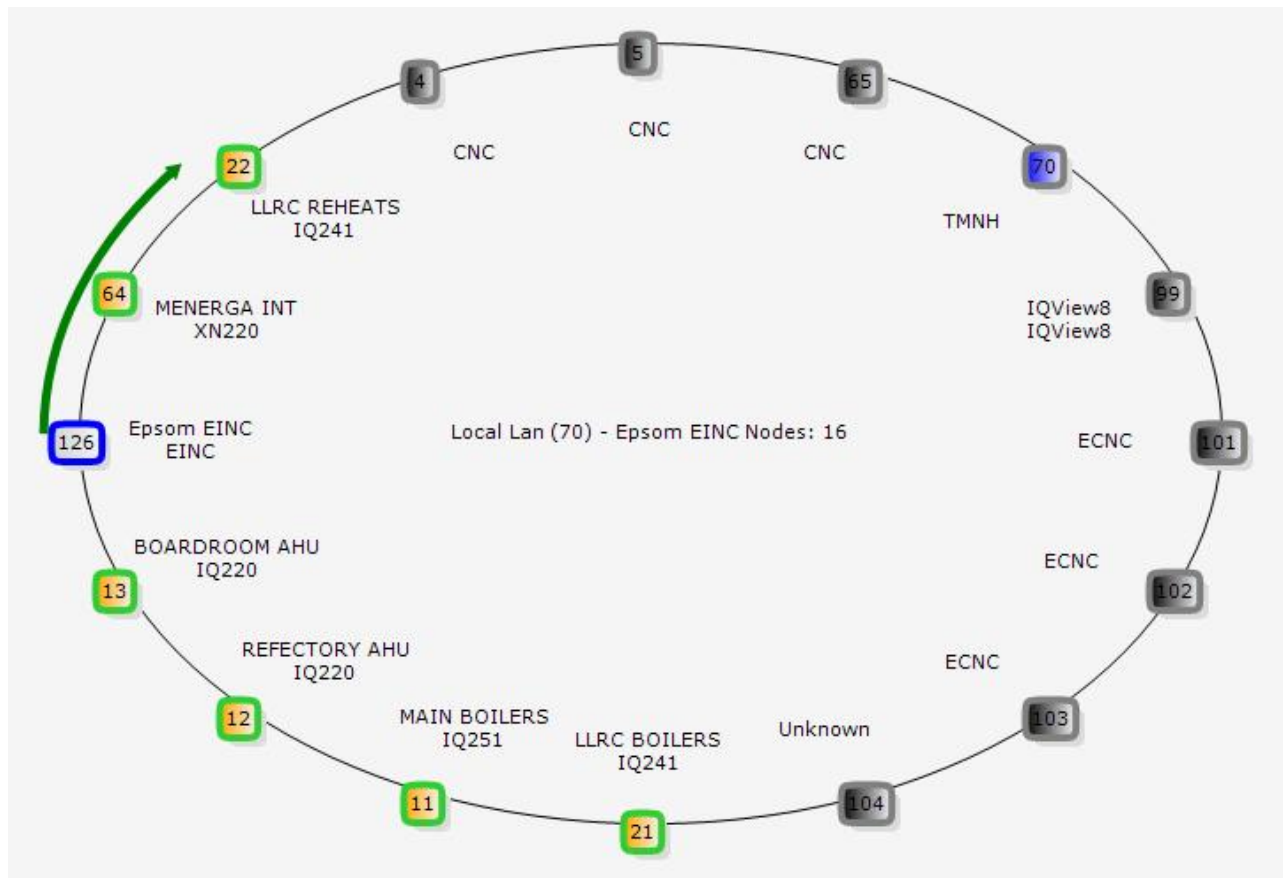 5
4
65
CNC
CNC
CNC
22
70
LLRC REHEATS
IQ241
TMNH
64
MENERGA INT
XN220
99
IQView8
IQView8
126
Epsom EINC
EINC
Local Lan (70) - Epsom EINC Nodes: 16
ECNC
101
BOARDROOM AHU
IQ220
13
ECNC
102
REFECTORY AHU
IQ220
12
ECNC
103
MAIN BOILERS
IQ251
11
LLRC BOILERS
IQ241
21
Unknown
104